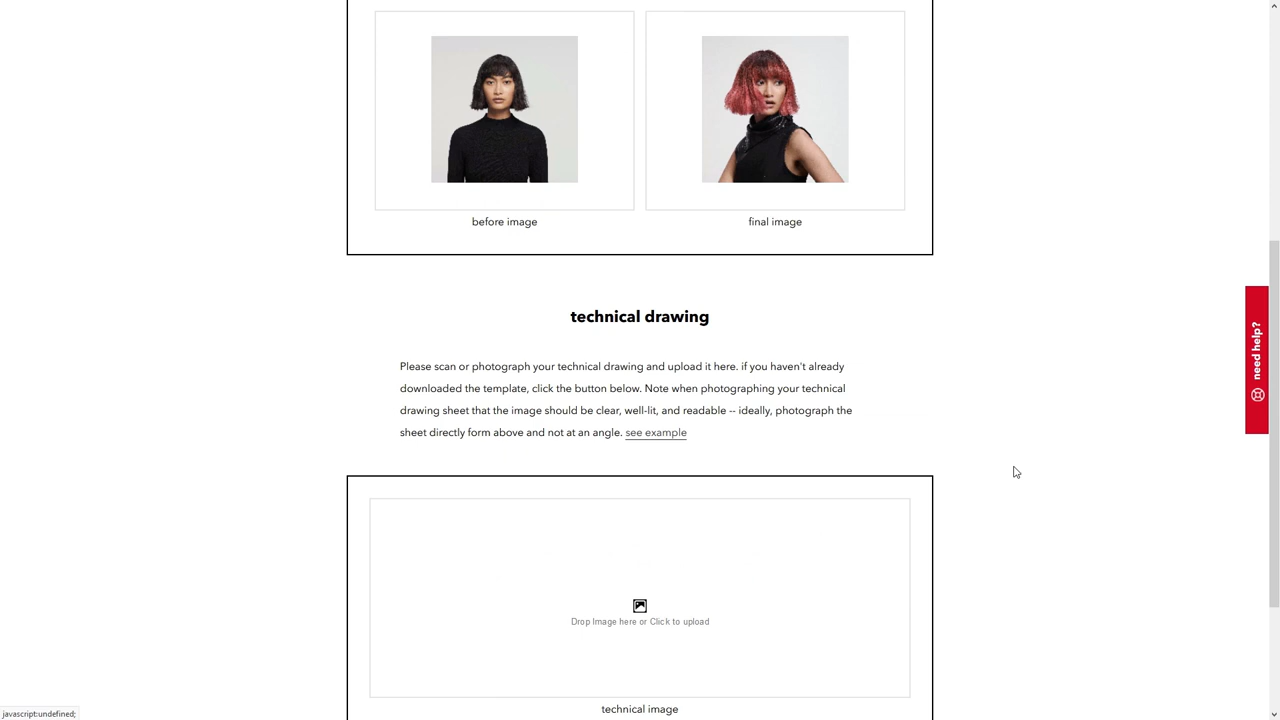 before image
final image
technical drawing
Please scan or photograph your technical drawing and upload it here. if you haven't already
downloaded the template, click the button below. Note when photographing your technical
drawing sheet that the image should be clear, well-lit, and readable -- ideally, photograph the
sheet directly form above and not at an angle. see example
need help?
Drop Image here or Click to upload
technical image
javascript:undefined;